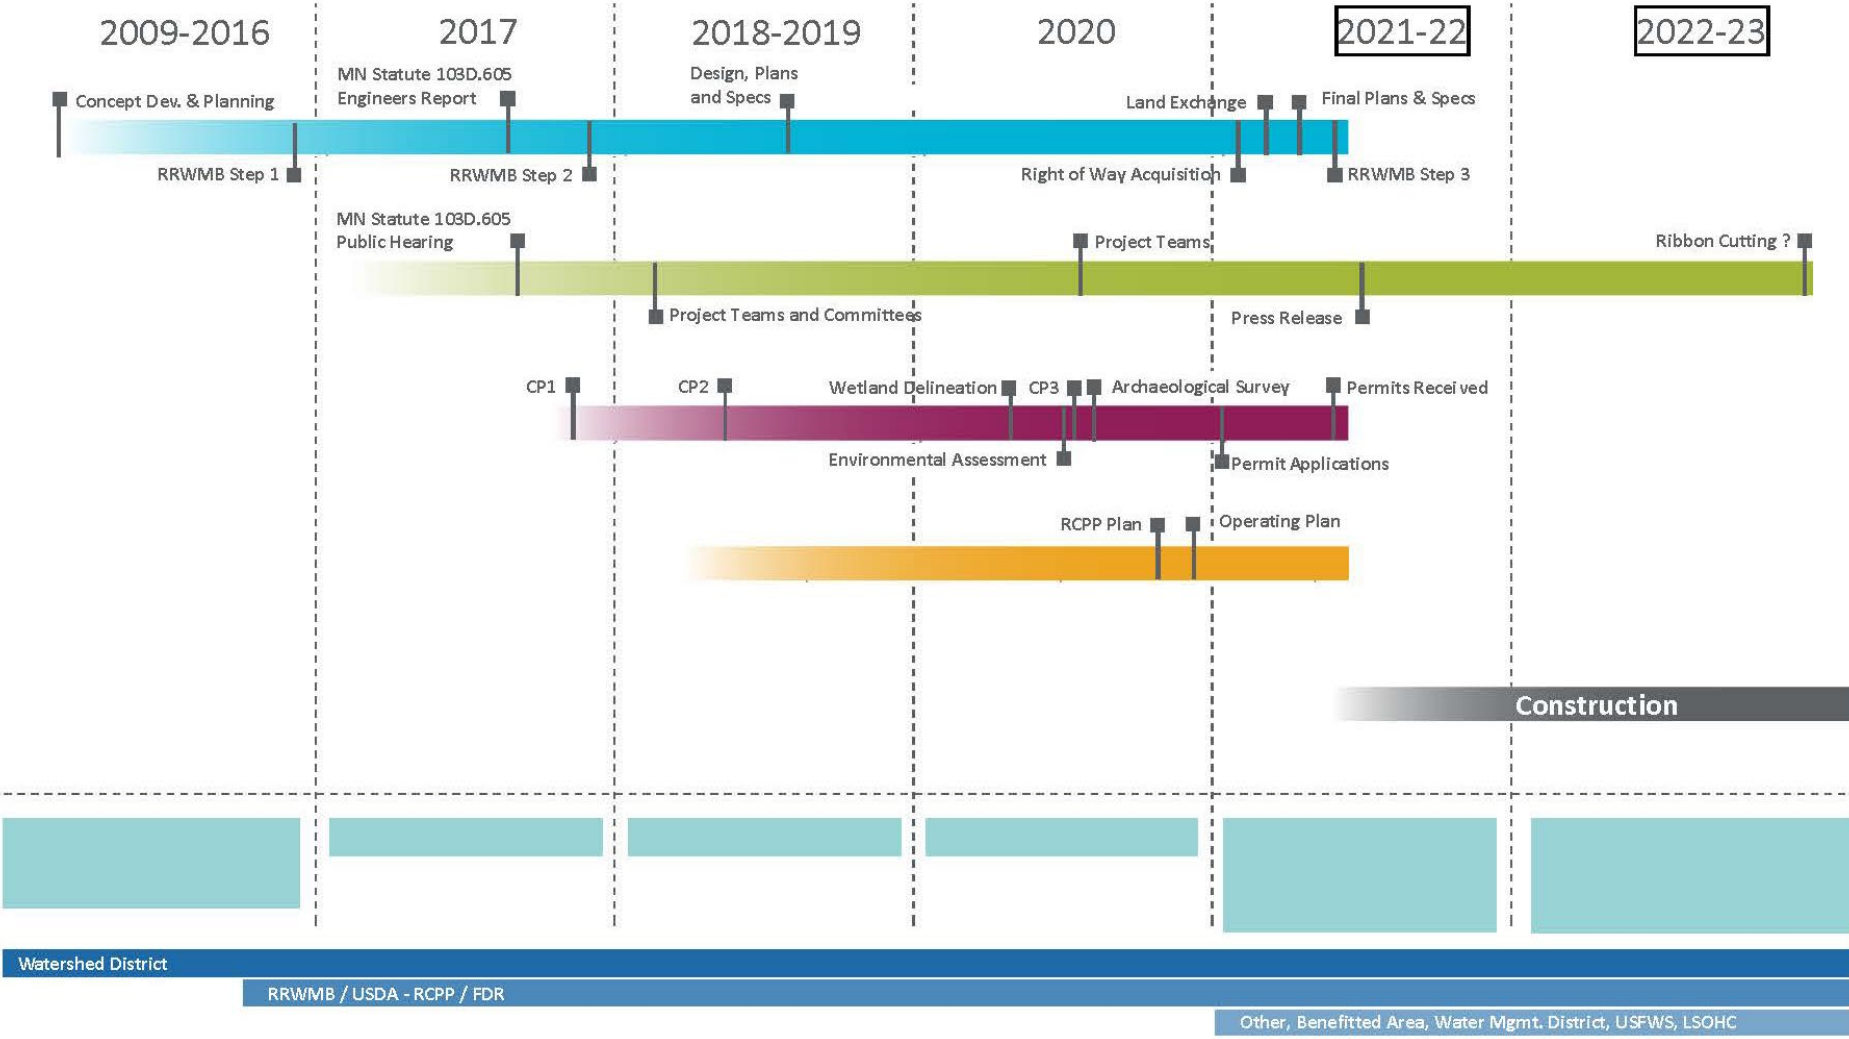 2009-2016
2017
2018-2019
2020
2021-22
2022-23
MN Statute 103D.605
Engineers Report
Design, Plans
and Specs
Concept Dev. & Planning
Land Exchange
Final Plans & Specs
RRWMB Step 1
RRWMB Step 2
Right of Way Acquisition
RRWMB Step 3
MN Statute 103D.605
Public Hearing
Project Teams
Ribbon Cutting ?
Project Teams and Committees
Press Release
CP1
CP2
Wetland Delineation
CP3
Archaeological Survey
Permits Received
Environmental Assessment
Permit Applications
RCPP Plan
Operating Plan
Construction
Watershed District
RRWMB / USDA - RCPP / FDR
Other, Benefitted Area, Water Mgmt. District, USFWS, LSOHC